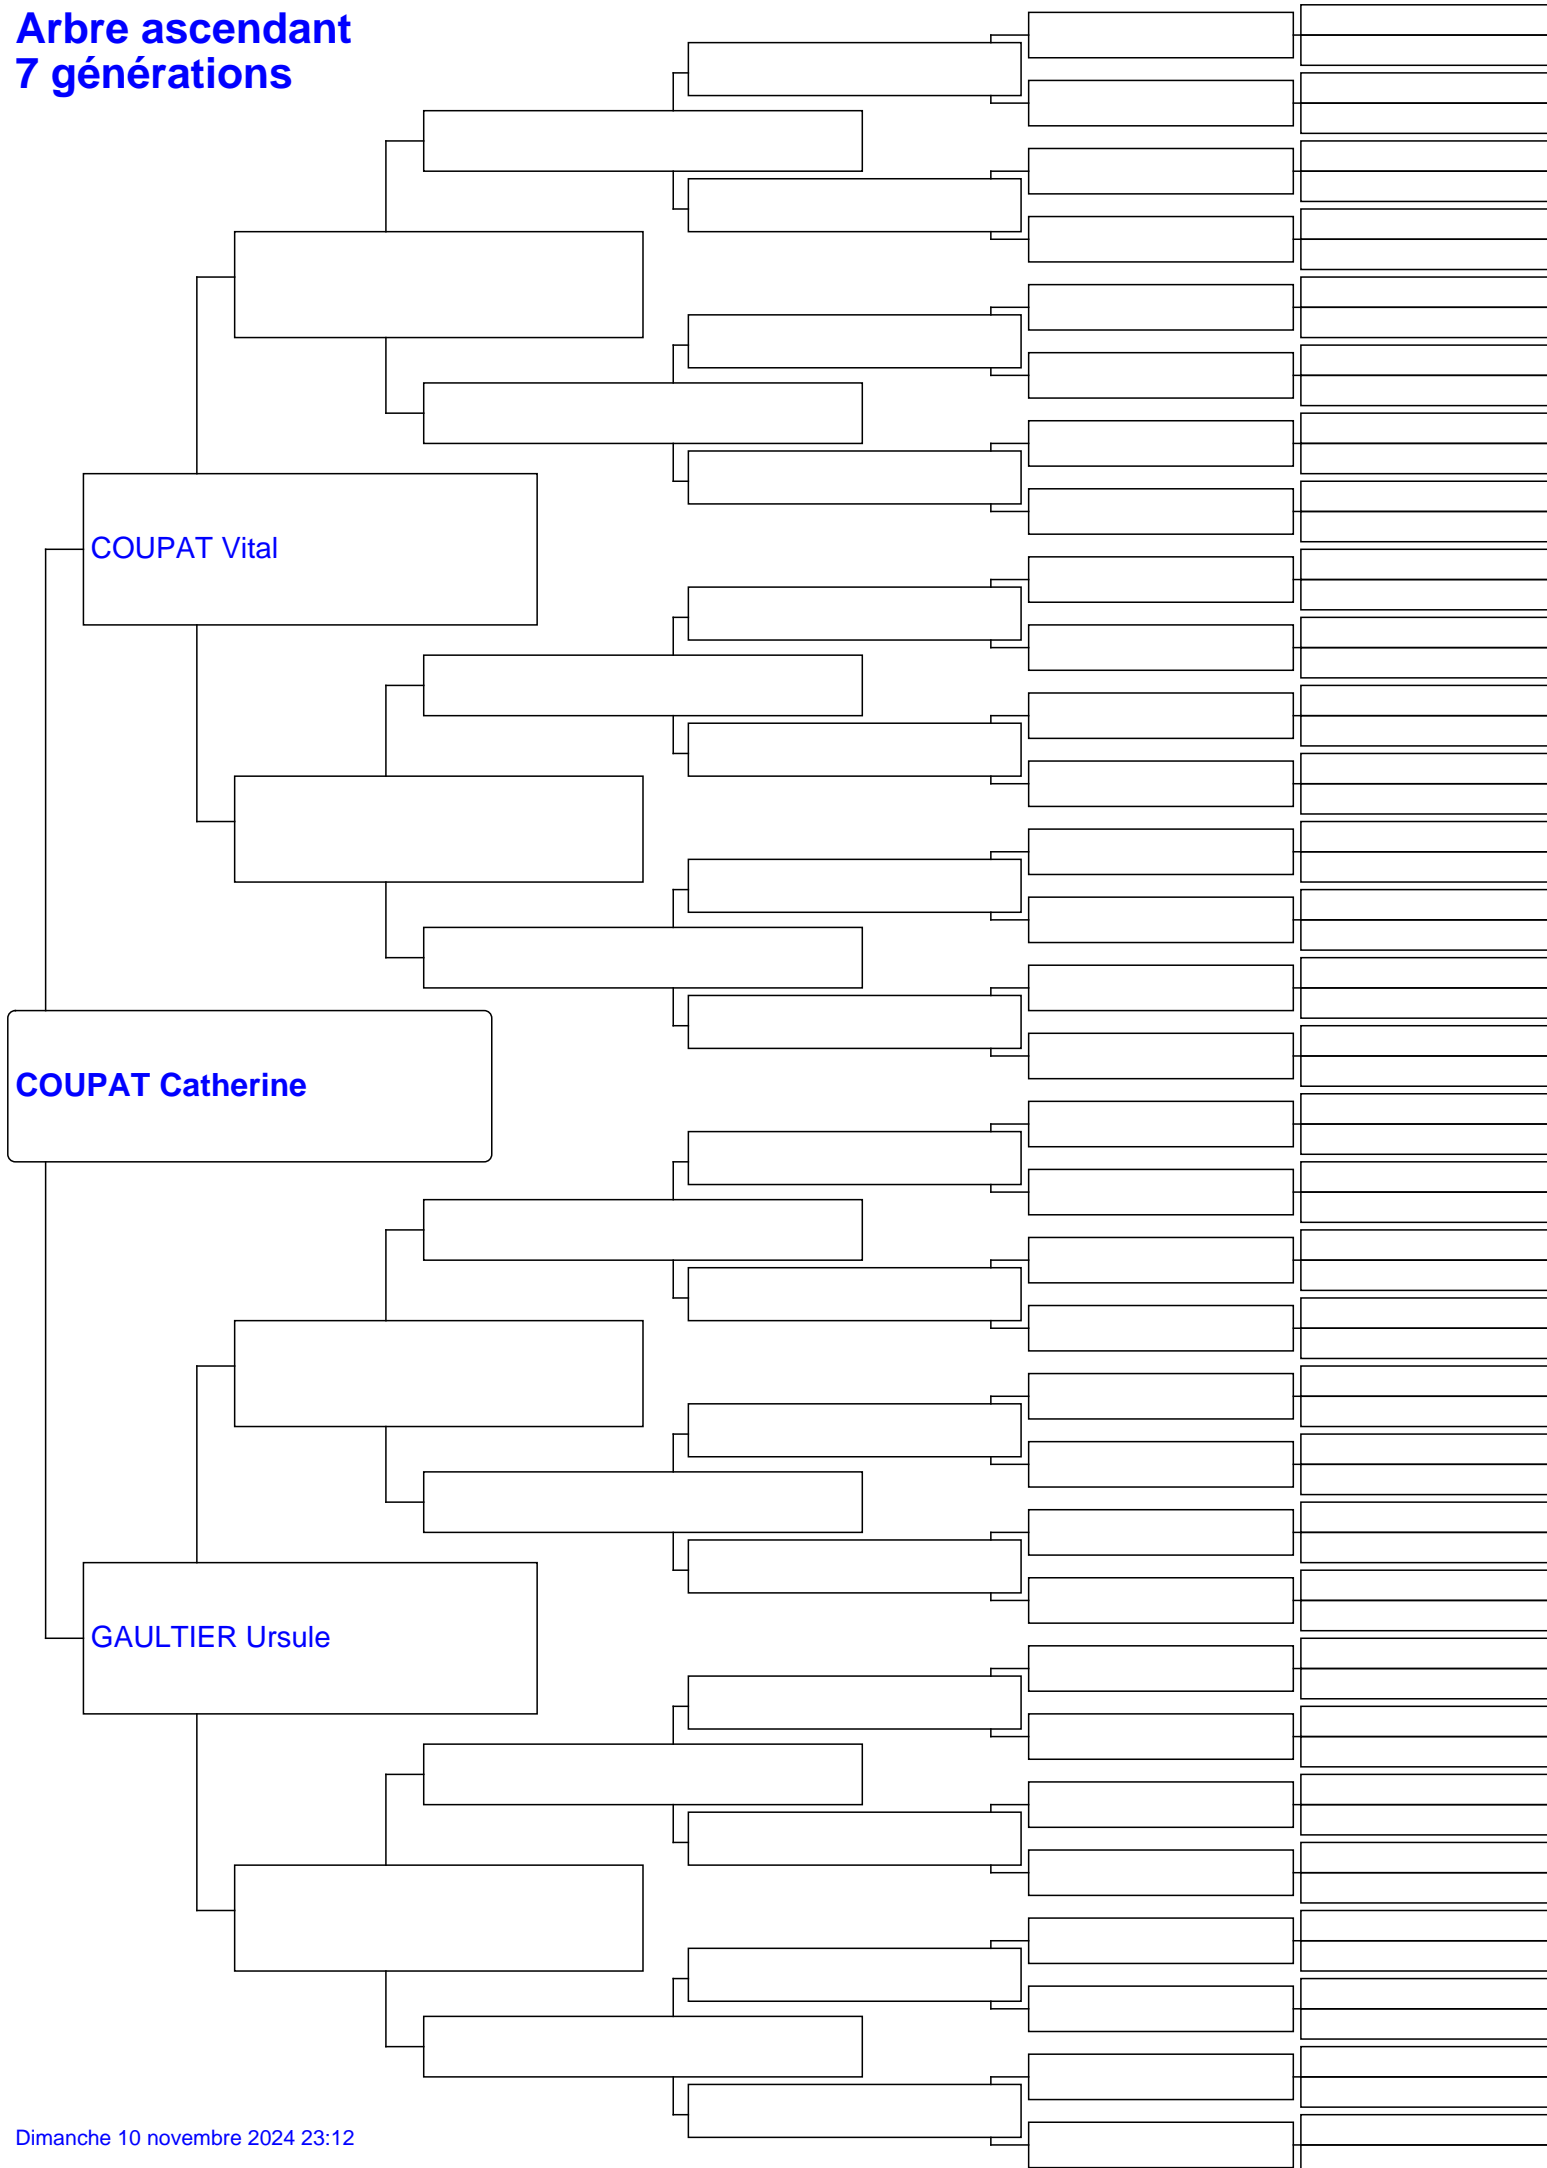 Arbre ascendant
7 générations
COUPAT Vital
COUPAT Catherine
GAULTIER Ursule
Dimanche 10 novembre 2024 23:12